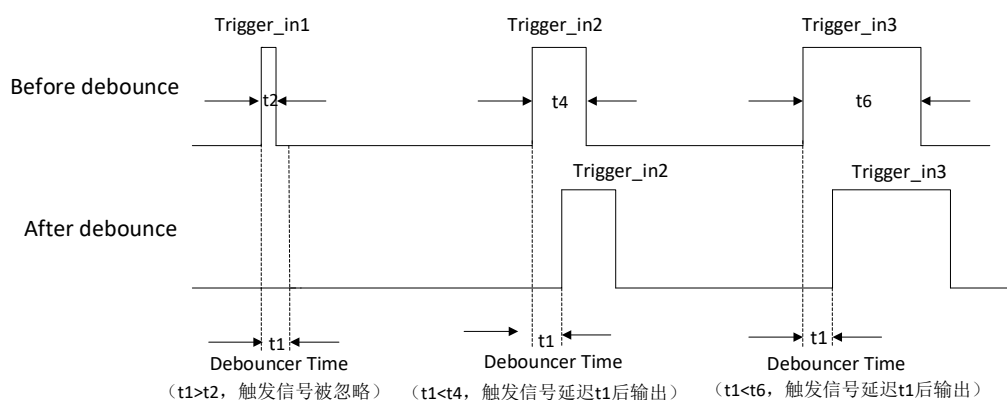 Trigger_in1 Trigger_in2 Trigger_in3
Before debounce
t2 t4 t6
Trigger_in2 Trigger_in3
After debounce
t1 t1 t1
Debouncer Time Debouncer Time Debouncer Time
（t1>t2，触发信号被忽略） （t1<t4，触发信号延迟t1后输出） （t1<t6，触发信号延迟t1后输出）